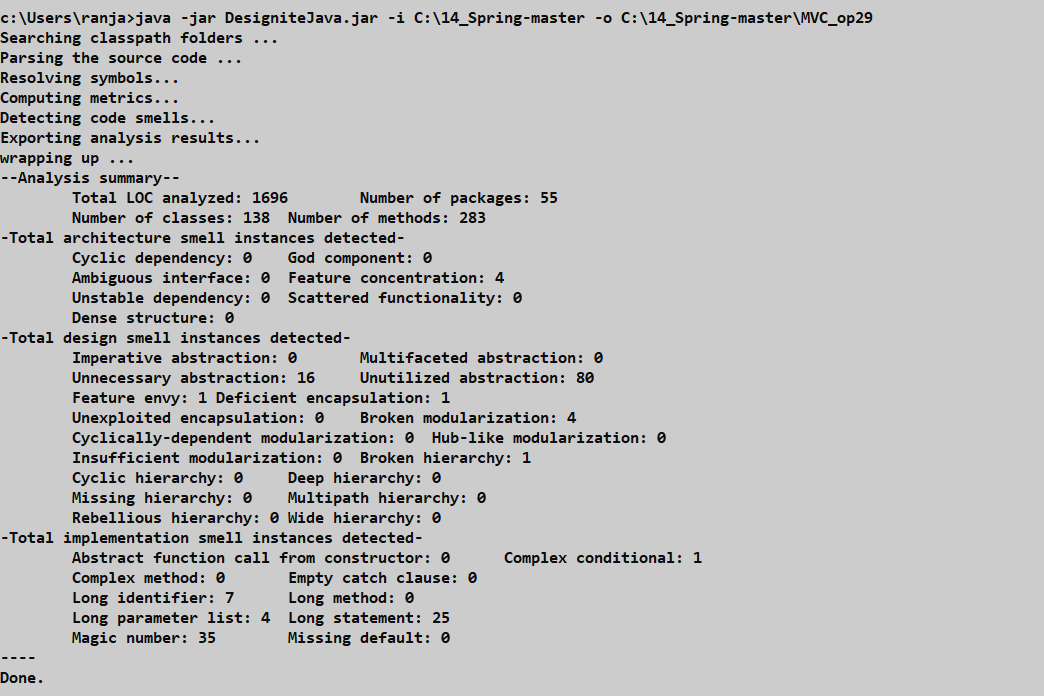 c:\Users\ranja>java -jar DesigniteJava.jar -i C:\14_Spring-master -o C:\14_Spring-master\MVC_op29
Searching classpath folders ...
Parsing the source code ...
Resolving symbols...
Computing metrics...
Detecting code smells...
Exporting analysis results...
wrapping up ...
--Analysis summary--
        Total LOC analyzed: 1696        Number of packages: 55
        Number of classes: 138  Number of methods: 283
-Total architecture smell instances detected-
        Cyclic dependency: 0    God component: 0
        Ambiguous interface: 0  Feature concentration: 4
        Unstable dependency: 0  Scattered functionality: 0
        Dense structure: 0
-Total design smell instances detected-
        Imperative abstraction: 0       Multifaceted abstraction: 0
        Unnecessary abstraction: 16     Unutilized abstraction: 80
        Feature envy: 1 Deficient encapsulation: 1
        Unexploited encapsulation: 0    Broken modularization: 4
        Cyclically-dependent modularization: 0  Hub-like modularization: 0
        Insufficient modularization: 0  Broken hierarchy: 1
        Cyclic hierarchy: 0     Deep hierarchy: 0
        Missing hierarchy: 0    Multipath hierarchy: 0
        Rebellious hierarchy: 0 Wide hierarchy: 0
-Total implementation smell instances detected-
        Abstract function call from constructor: 0      Complex conditional: 1
        Complex method: 0       Empty catch clause: 0
        Long identifier: 7      Long method: 0
        Long parameter list: 4  Long statement: 25
        Magic number: 35        Missing default: 0
----
Done.